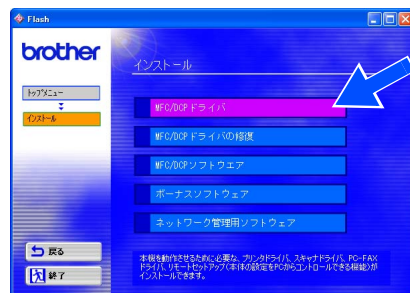 Flash
brother
インストール
トップメニュー
インストール
MFC/DCPドライバ
MFC/DCPドライバの修復
MFC/DCPソフトウエア
ボーナスソフトウェア
ネットワーク管理用ソフトウェア
戻る
終了
本機を動作させるために必要な、プリンタドライバ、スキャナドライバ、PC-FAX
ドライバ、リモートセットアップ(本体の設定をPCからコントロールできる機能)が
インストールできます。